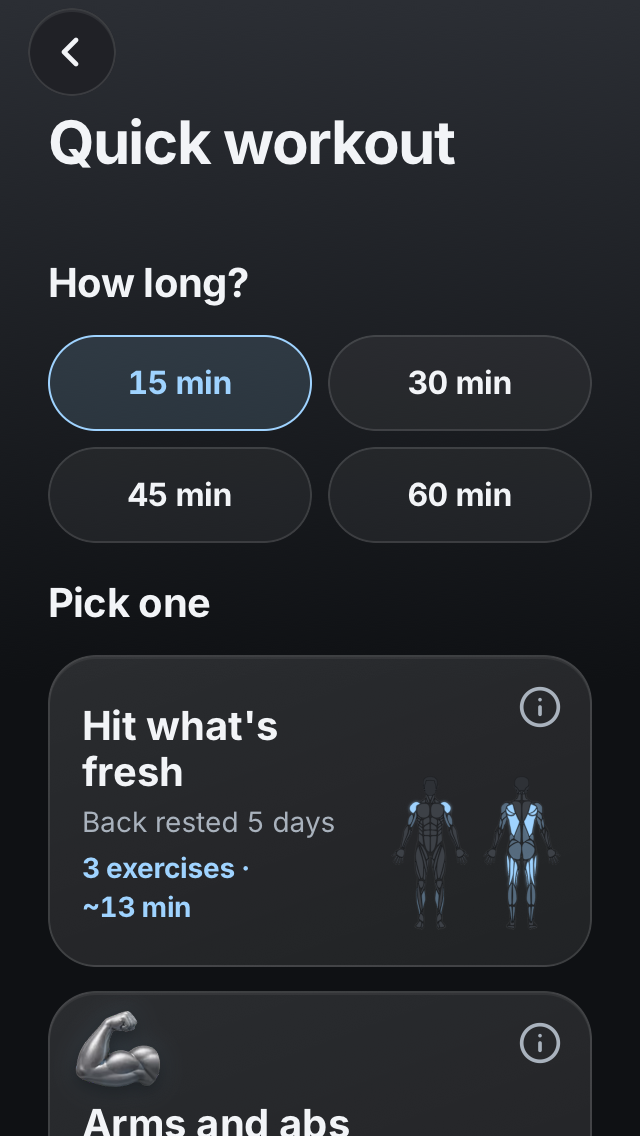 Quick workout
How long?
15 min
30 min
45 min
60 min
Pick one
Hit what's
fresh
Back rested 5 days
3 exercises ·
~13 min
Arms and abs